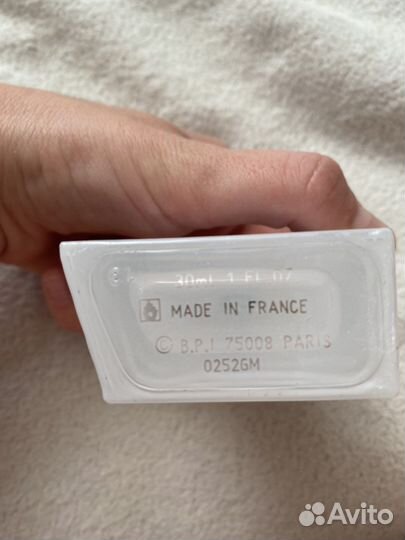 30ml 1 FL.OZ
MADE IN FRANCE
© B.P.I 75008 PARIS
0252GM
Avito